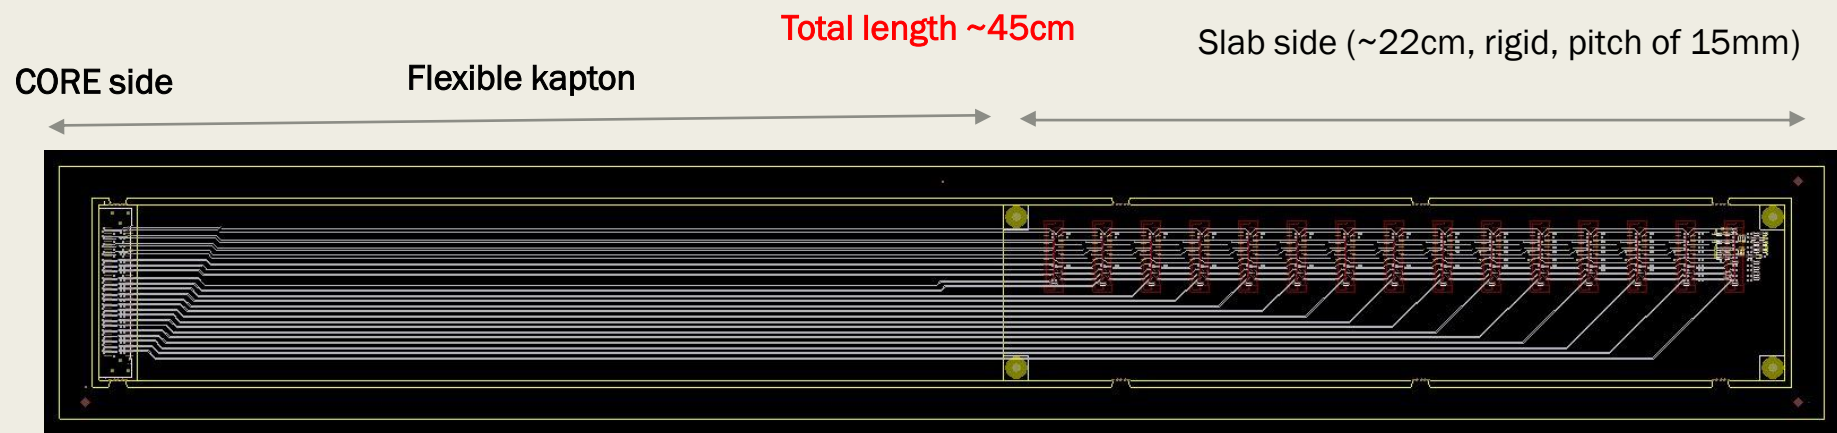 Total length ~45cm
Slab side (~22cm, rigid, pitch of 15mm)
CORE side
Flexible kapton